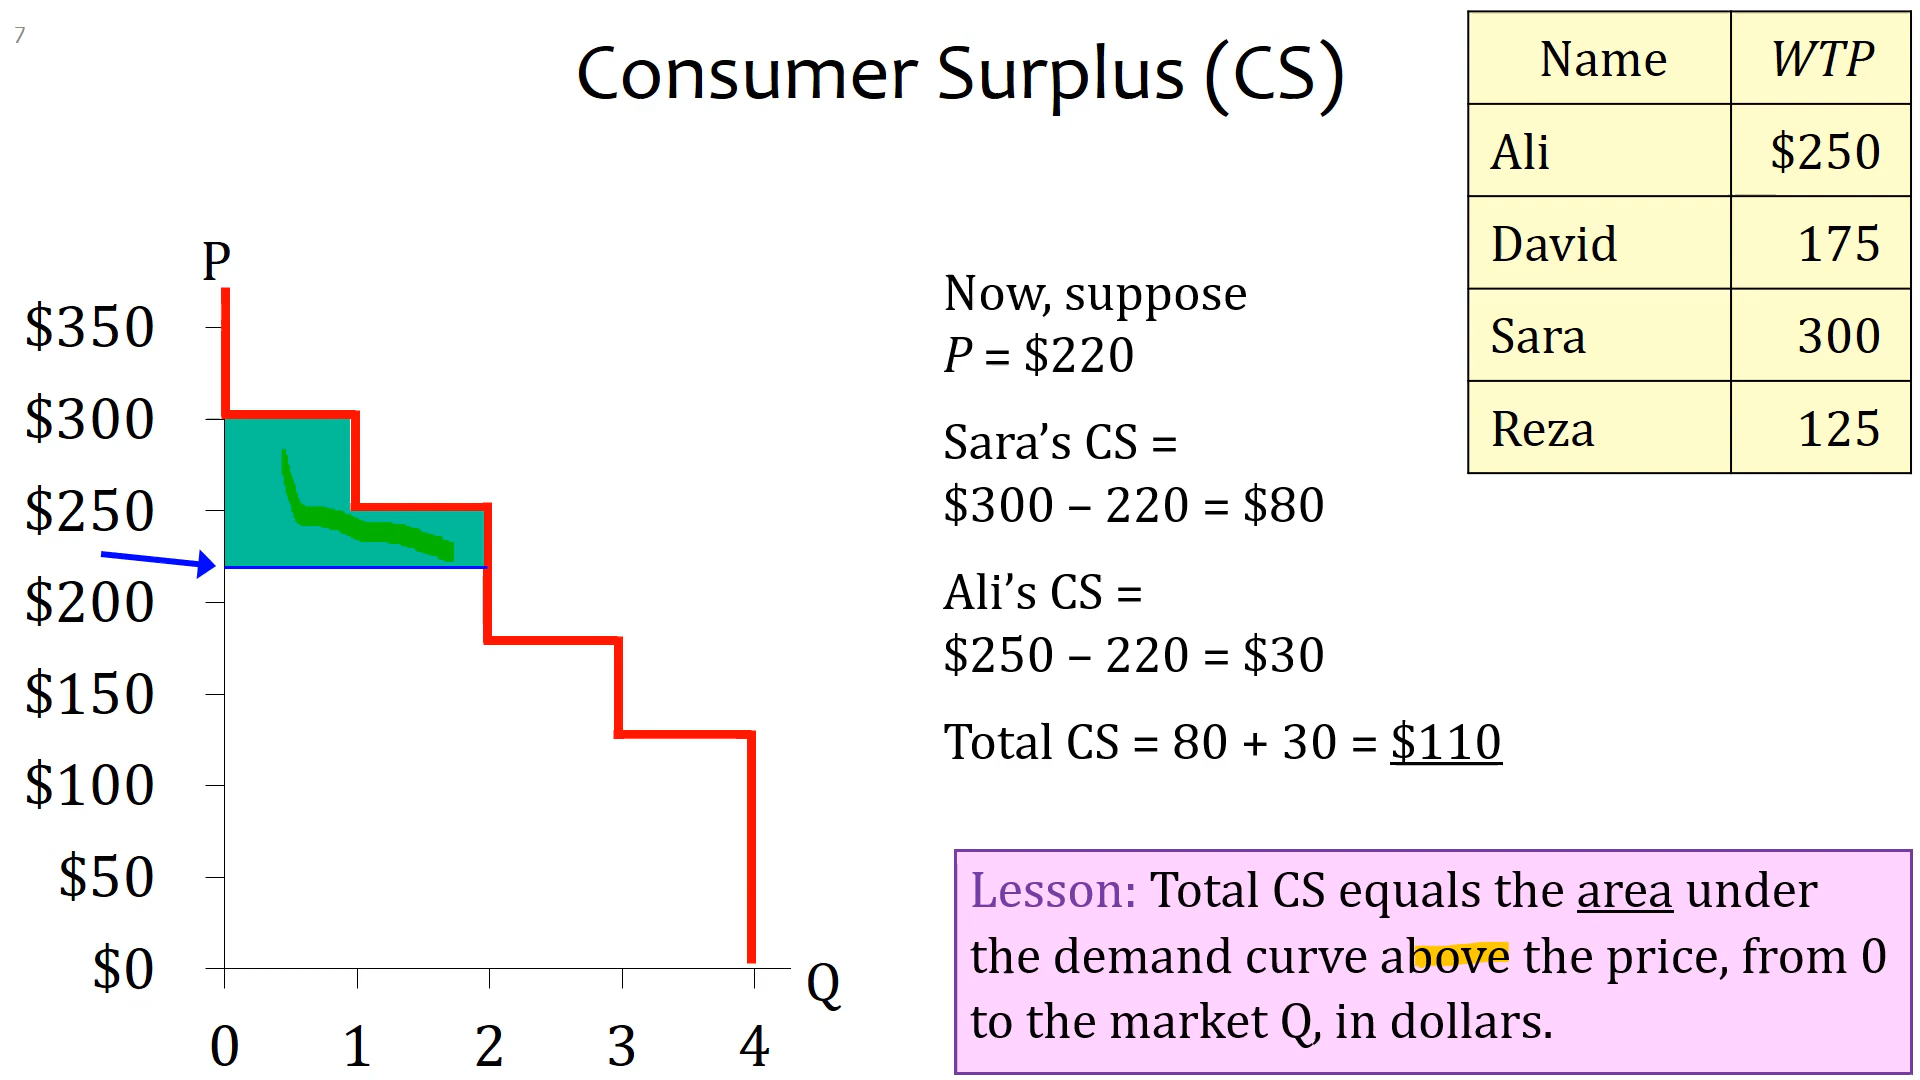 7
Consumer Surplus (CS)
Name WTP
Ali $250
David 175
Sara 300
Reza 125
P
$350
$300
$250
$200
$150
$100
$50
$0
0 1 2 3 4
Q
Now, suppose
P = $220
Sara’s CS =
$300 – 220 = $80
Ali’s CS =
$250 – 220 = $30
Total CS = 80 + 30 = $110
Lesson: Total CS equals the area under
the demand curve above the price, from 0
to the market Q, in dollars.